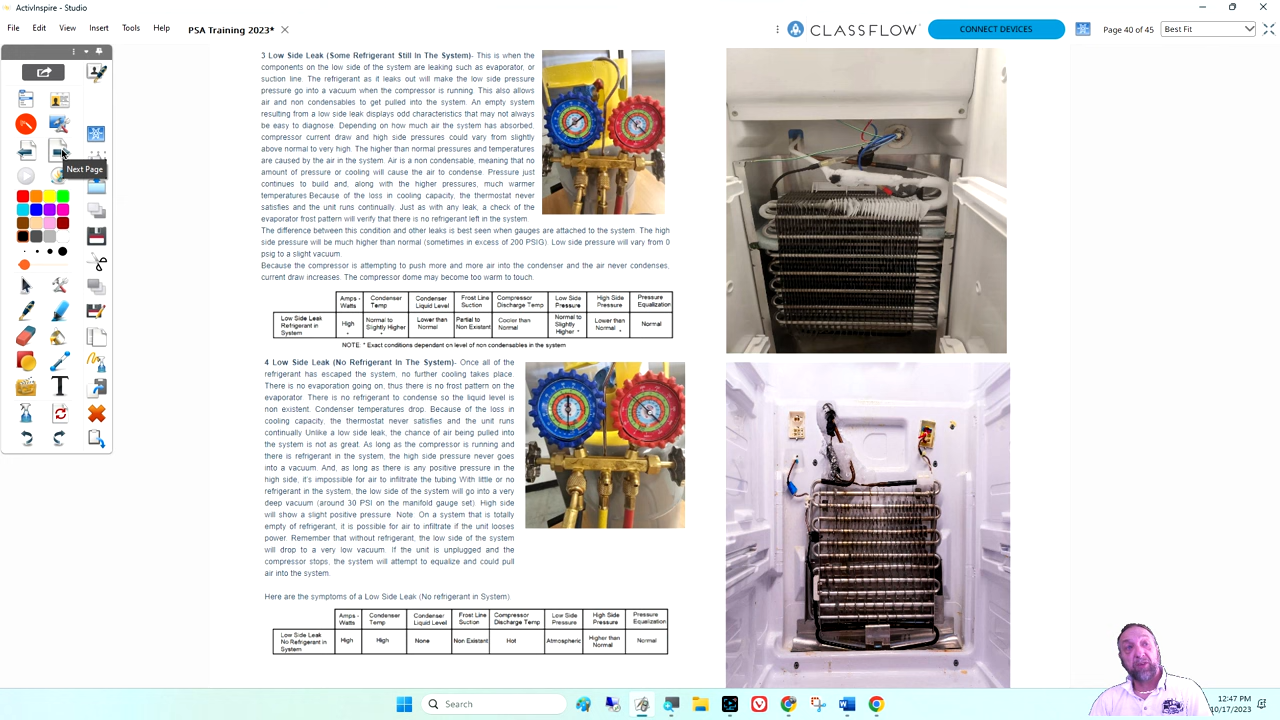 ActivInspire - Studio
File Edit View Insert Tools Help PSA Training 2023*
CLASSFLOW
CONNECT DEVICES
Page 40 of 45
Best Fit
Next Page
3 Low Side Leak (Some Refrigerant Still In The System)- This is when the
components on the low side of the system are leaking such as evaporator, or
suction line. The refrigerant as it leaks out will make the low side pressure
pressure go into a vacuum when the compressor is running. This also allows
air and non condensables to get pulled into the system. An empty system
resulting from a low side leak displays odd characteristics that may not always
be easy to diagnose. Depending on how much air the system has absorbed,
compressor current draw and high side pressures could vary from slightly
above normal to very high. The higher than normal pressures and temperatures
are caused by the air in the system. Air is a non condensable, meaning that no
amount of pressure or cooling will cause the air to condense. Pressure just
continues to build and, along with the higher pressures, much warmer
temperatures.Because of the loss in cooling capacity, the thermostat never
satisfies and the unit runs continually. Just as with any leak, a check of the
evaporator frost pattern will verify that there is no refrigerant left in the system
The difference between this condition and other leaks is best seen when gauges are attached to the system. The high
side pressure will be much higher than normal (sometimes in excess of 200 PSIG). Low side pressure will vary from 0
psig to a slight vacuum.
Because the compressor is attempting to push more and more air into the condenser and the air never condenses,
current draw increases. The compressor dome may become too warm to touch.
Amps - Watts Condenser Temp Condenser Liquid Level Frost Line Suction Compressor Discharge Temp Low Side Pressure High Side Pressure Pressure Equalization
Low Side Leak Refrigerant in System High * Normal to Slightly Higher * Lower than Normal Partial to Non Existent Cooler than Normal Normal to Slightly Higher * Lower than Normal * Normal
NOTE: * Exact conditions dependant on level of non condensables in the system
4 Low Side Leak (No Refrigerant In The System)- Once all of the
refrigerant has escaped the system, no further cooling takes place.
There is no evaporation going on, thus there is no frost pattern on the
evaporator. There is no refrigerant to condense so the liquid level is
non existent. Condenser temperatures drop. Because of the loss in
cooling capacity, the thermostat never satisfies and the unit runs
continually Unlike a low side leak, the chance of air being pulled into
the system is not as great. As long as the compressor is running and
there is refrigerant in the system, the high side pressure never goes
into a vacuum. And, as long as there is any positive pressure in the
high side, it's impossible for air to infiltrate the tubing With little or no
refrigerant in the system, the low side of the system will go into a very
deep vacuum (around 30 PSI on the manifold gauge set). High side
will show a slight positive pressure. Note: On a system that is totally
empty of refrigerant, it is possible for air to infiltrate if the unit looses
power. Remember that without refrigerant, the low side of the system
will drop to a very low vacuum. If the unit is unplugged and the
compressor stops, the system will attempt to equalize and could pull
air into the system.
Here are the symptoms of a Low Side Leak (No refrigerant in System)
Amps - Watts Condenser Temp Condenser Liquid Level Frost Line Suction Compressor Discharge Temp Low Side Pressure High Side Pressure Pressure Equalization
Low Side Leak No Refrigerant in System High High None Non Existent Hot Atmospheric Higher than Normal Normal
Search
12:47 PM
10/17/2023